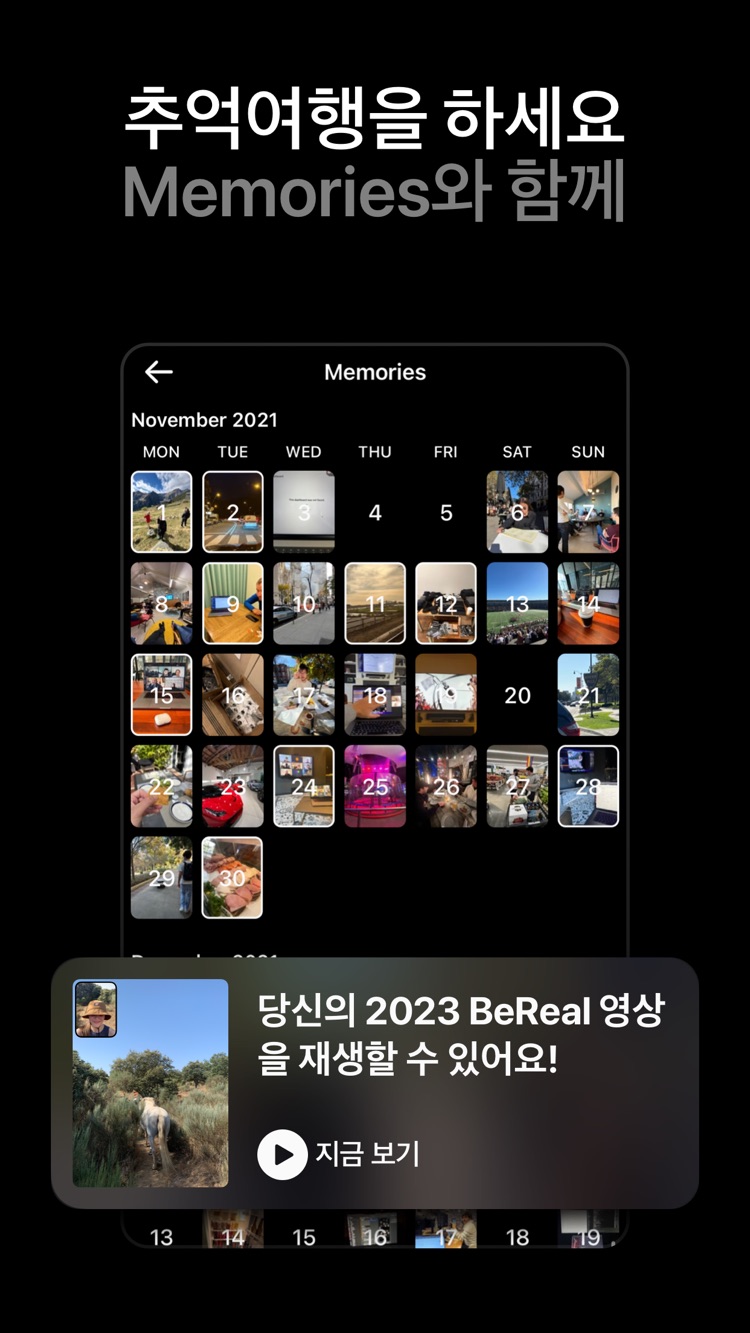 추억여행을 하세요
Memories와 함께
Memories
November 2021
MON TUE WED THU FRI SAT SUN
1 2 3 4 5 6 7
8 9 10 11 12 13 14
15 16 17 18 19 20 21
22 23 24 25 26 27 28
29 30
당신의 2023 BeReal 영상
을 재생할 수 있어요!
지금 보기
13 14 15 16 17 18 19